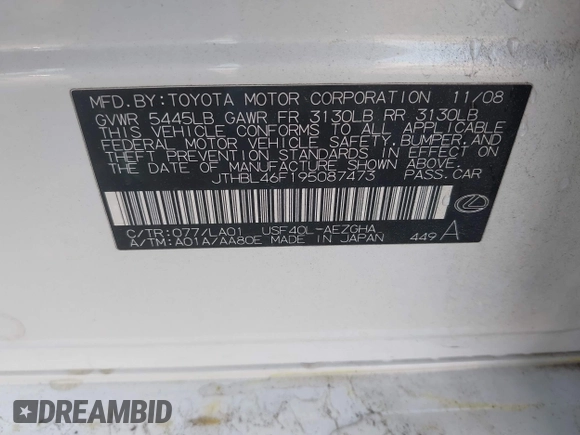 MFD. BY: TOYOTA MOTOR CORPORATION 11/08
GVWR 5445LB GAWR FR 3130LB RR 3130LB
THIS VEHICLE CONFORMS TO ALL APPLICABLE
FEDERAL MOTOR VEHICLE SAFETY, BUMPER, AND
THEFT PREVENTION STANDARDS IN EFFECT ON
THE DATE OF MANUFACTURE SHOWN ABOVE.
JTHBL46F195087473 PASS. CAR
C/TR: 077/LA01 USF40L-AEZGHA
A/TM: A01A/AA80E MADE IN JAPAN 449 A
DREAMBID